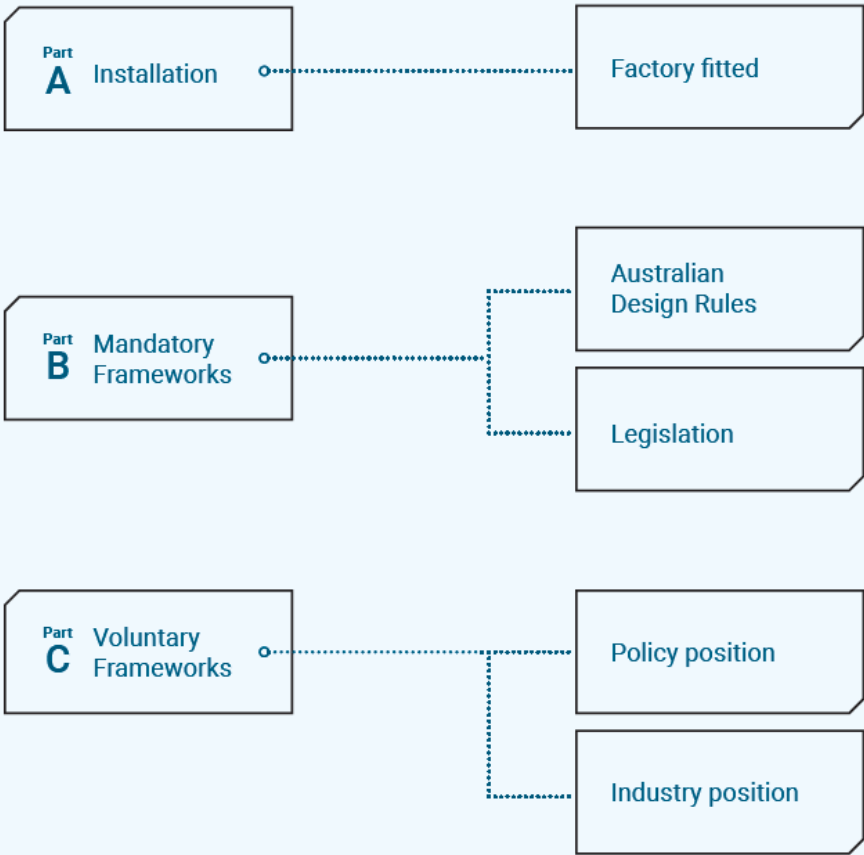 Part
A Installation
Factory fitted
Australian
Design Rules
Part
B Mandatory
Frameworks
Legislation
Part
C Voluntary
Frameworks
Policy position
Industry position